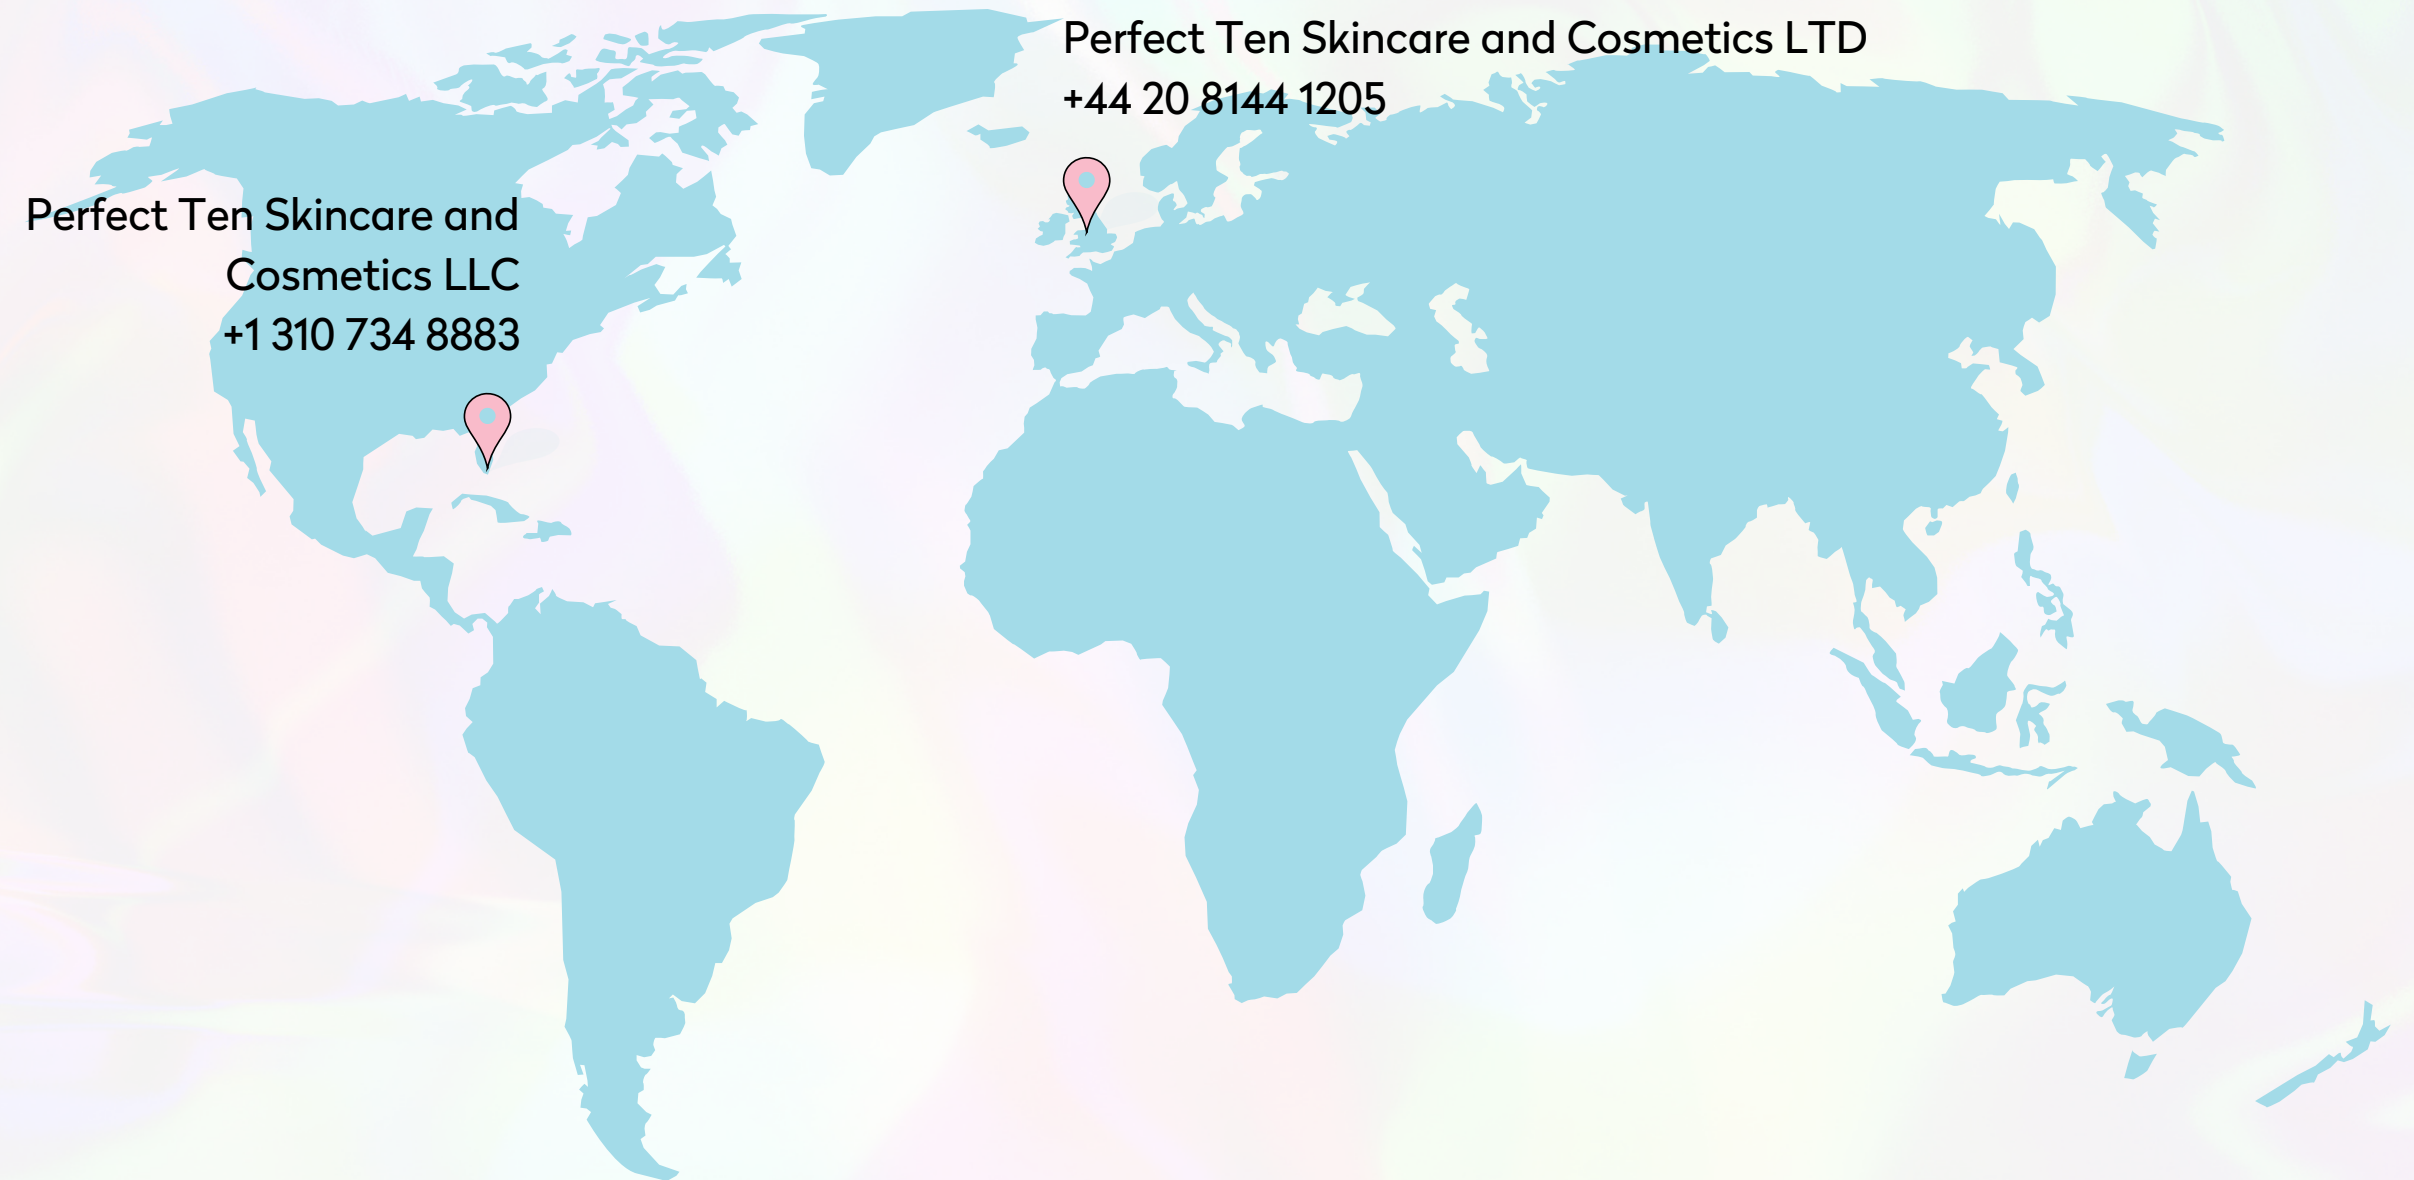 Perfect Ten Skincare and Cosmetics LTD
+44 20 8144 1205
Perfect Ten Skincare and
Cosmetics LLC
+1 310 734 8883